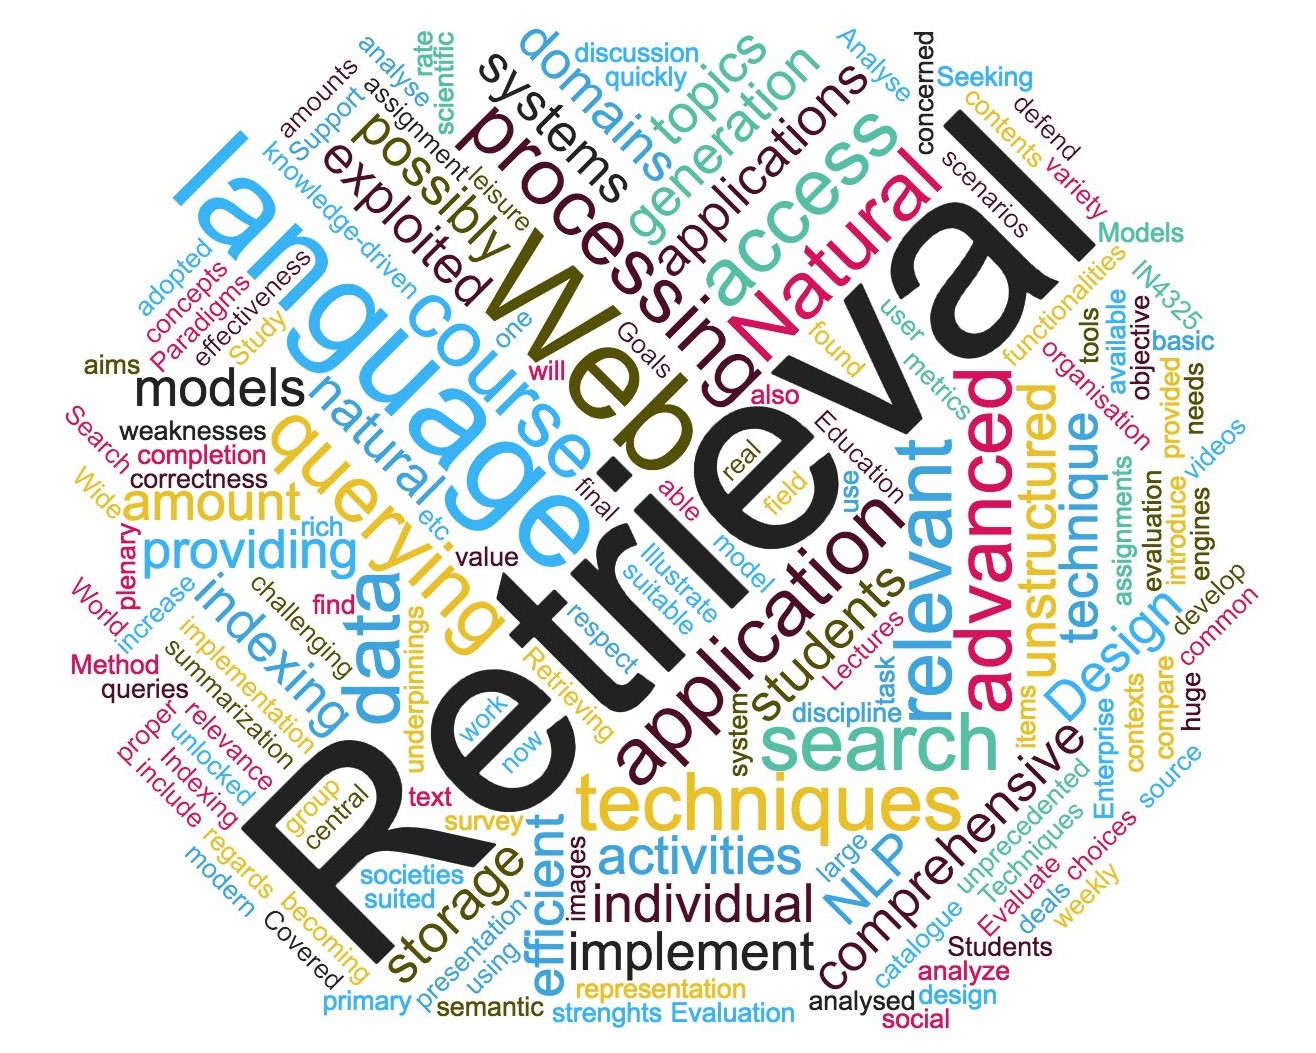 Retrieval
language
Web
processing
Natural
access
advanced
querying
application
relevant
techniques
search
data
course
models
possibly
exploited
systems
domains
discussion
quickly
topics
generation
applications
Analyse
concerned
Seeking
contents
defend
variety
scenarios
Models
functionalities
IN4325
user
metrics
found
Goals
one
will
also
real
field
Education
use
able
final
model
Illustrate
suitable
respect
Retrieving
work
now
value
etc.
natural
rate
scientific
analyse
amounts
Support
assignment
leisure
knowledge-driven
adopted
concepts
Paradigms
effectiveness
Study
aims
weaknesses
completion
correctness
Search
Wide
amount
rich
providing
plenary
World
increase
indexing
challenging
find
underpinnings
implementation
summarization
Method
queries
proper
relevance
unlocked
Indexing
include
group
central
text
survey
regards
modern
becoming
Covered
societies
suited
storage
primary
presentation
using
semantic
efficient
images
activities
individual
implement
representation
strenghts
Evaluation
large
NLP
comprehensive
analysed
design
social
analyze
Students
catalogue
unprecedented
Techniques
Evaluate
choices
deals
weekly
source
Enterprise
contexts
compare
huge
common
develop
Design
items
unstructured
technique
assignments
evaluation
introduce
engines
videos
provided
needs
basic
objective
available
tools
organisation
students
Lectures
task
discipline
system